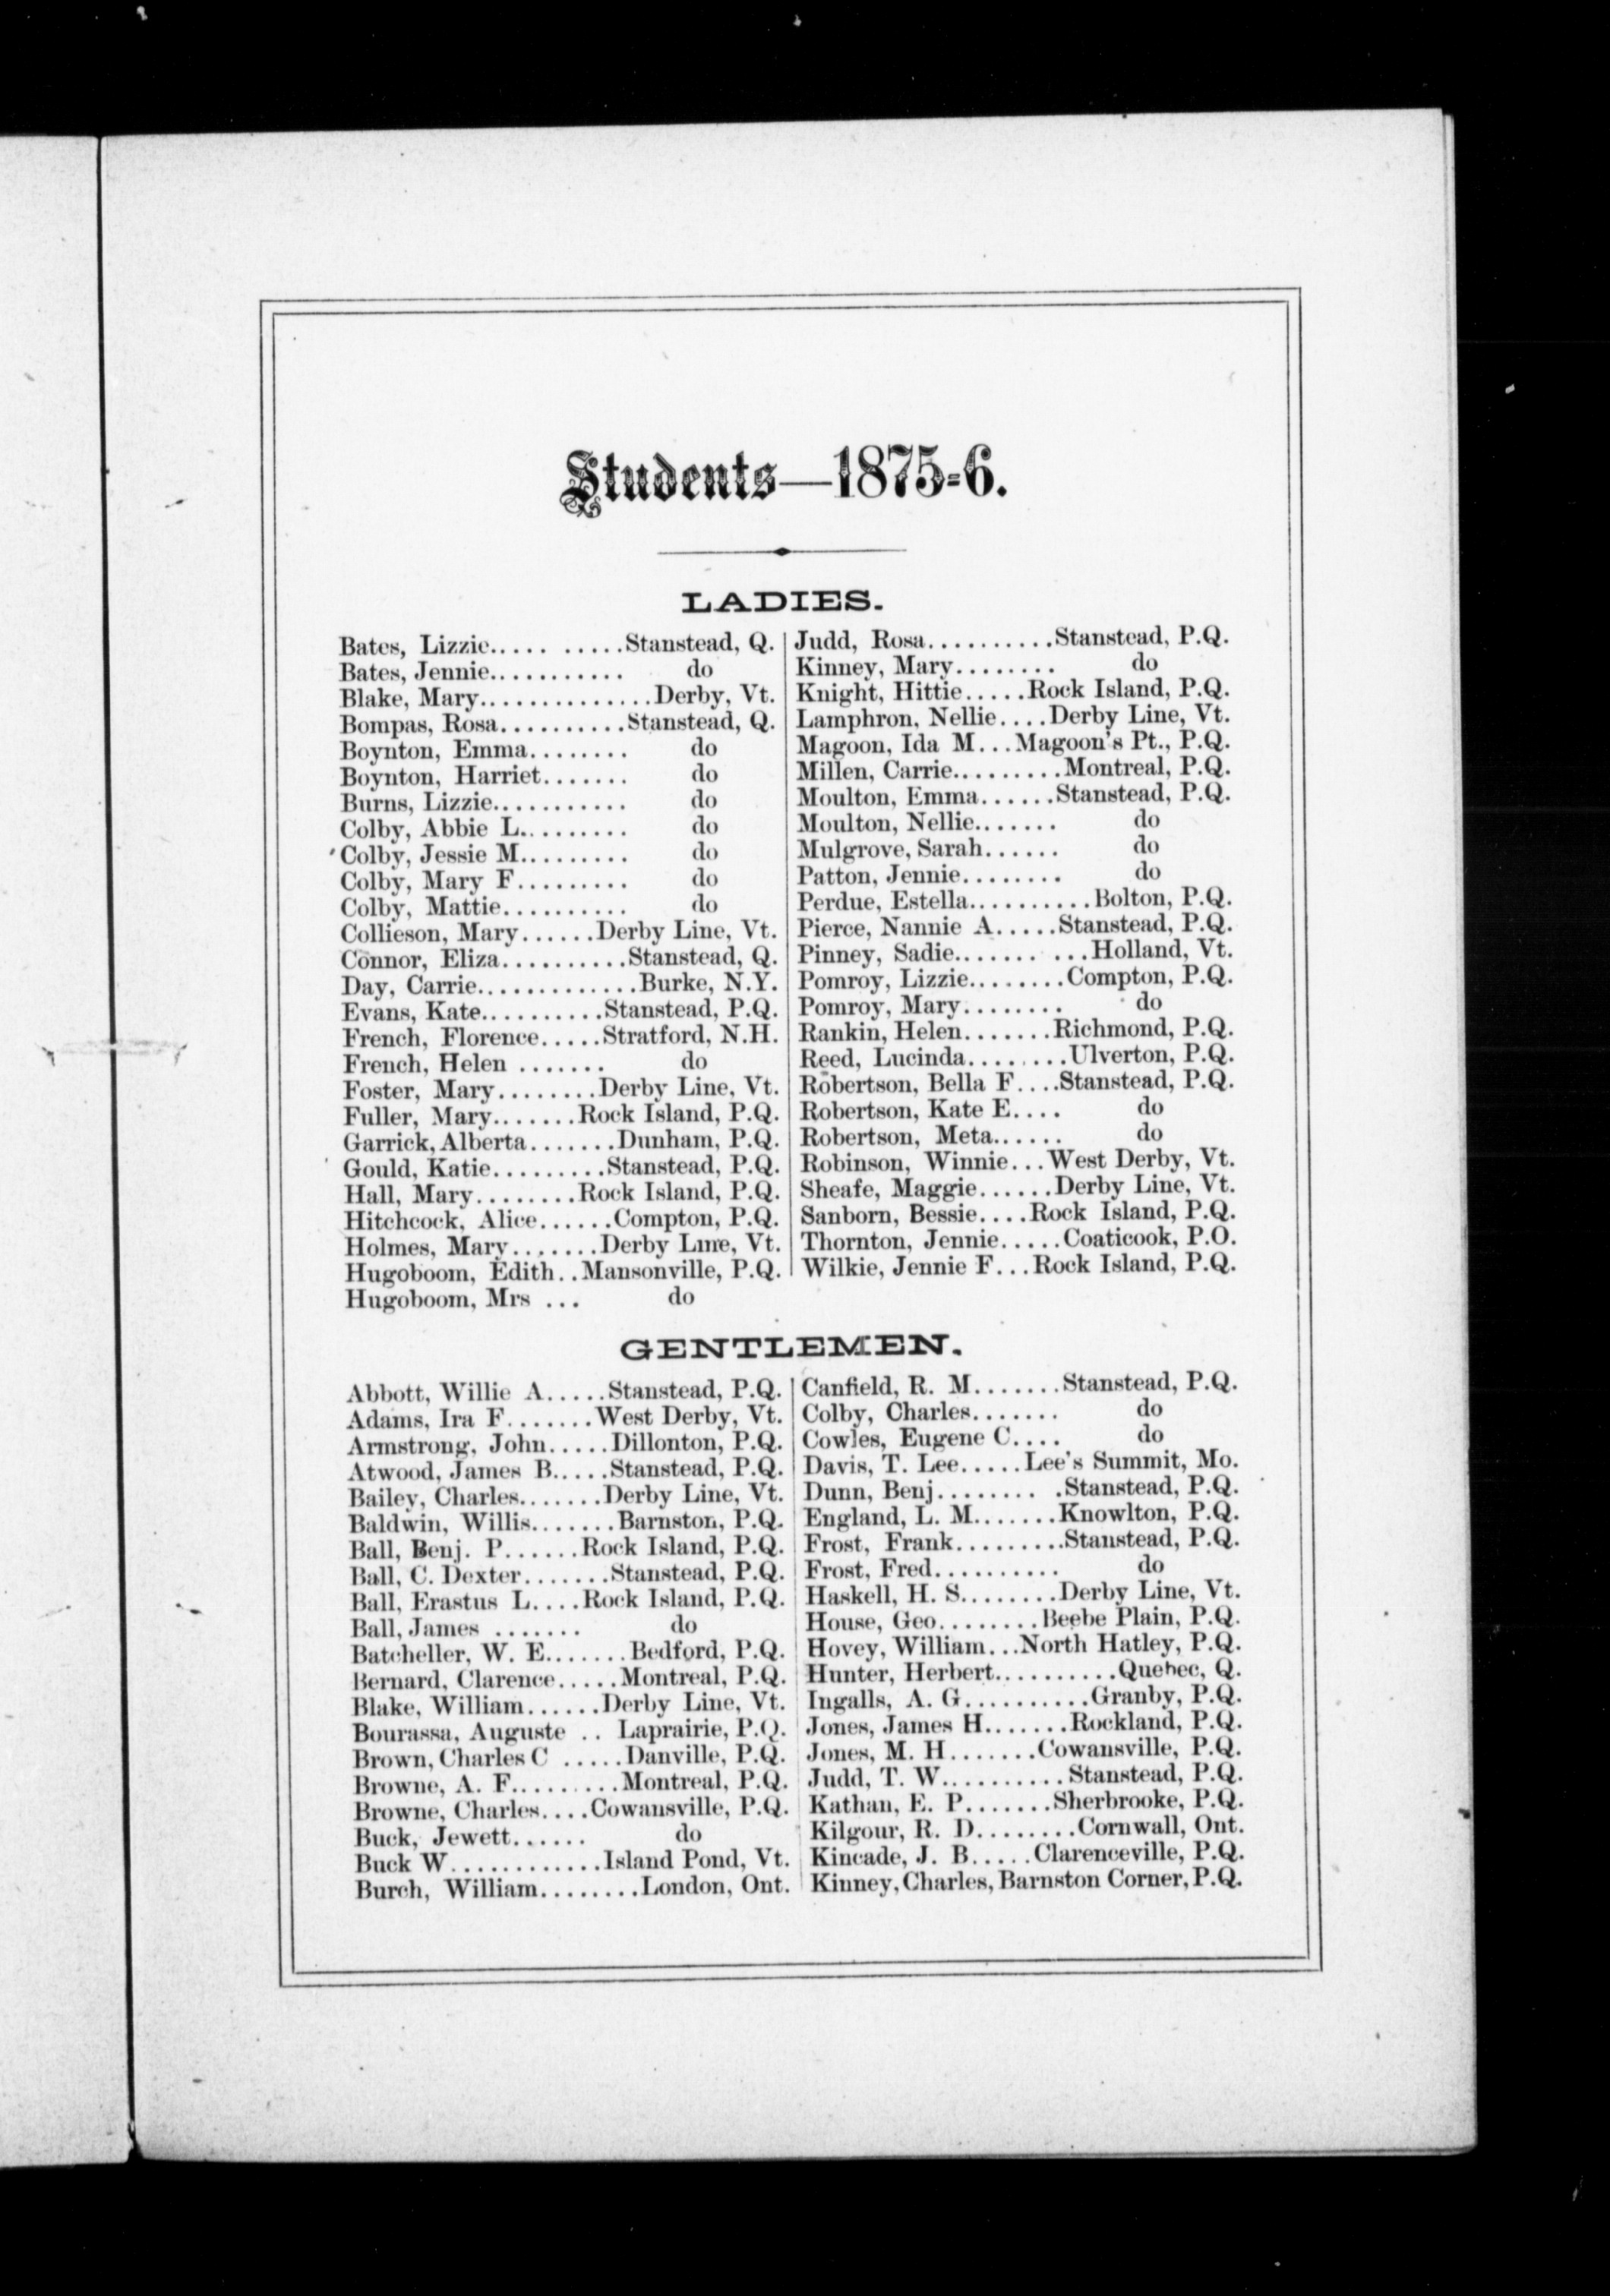 Students—1875-6.
LADIES.
Bates, Lizzie..... .....Stanstead, Q.
Bates, Jennie........... do
Blake, Mary..............Derby, Vt.
Bompas, Rosa..........Stanstead, Q.
Boynton, Emma........ do
Boynton, Harriet....... do
Burns, Lizzie........... do
Colby, Abbie L......... do
Colby, Jessie M......... do
Colby, Mary F......... do
Colby, Mattie.......... do
Collieson, Mary......Derby Line, Vt.
Connor, Eliza..........Stanstead, Q.
Day, Carrie.............Burke, N.Y.
Evans, Kate..........Stanstead, P.Q.
French, Florence.....Stratford, N.H.
French, Helen ....... do
Foster, Mary........Derby Line, Vt.
Fuller, Mary.......Rock Island, P.Q.
Garrick, Alberta.......Dunham, P.Q.
Gould, Katie.........Stanstead, P.Q.
Hall, Mary........Rock Island, P.Q.
Hitchcock, Alice......Compton, P.Q.
Holmes, Mary.......Derby Line, Vt.
Hugoboom, Edith..Mansonville, P.Q.
Hugoboom, Mrs ... do
Judd, Rosa..........Stanstead, P.Q.
Kinney, Mary........ do
Knight, Hittie.....Rock Island, P.Q.
Lamphron, Nellie....Derby Line, Vt.
Magoon, Ida M...Magoon's Pt., P.Q.
Millen, Carrie.........Montreal, P.Q.
Moulton, Emma......Stanstead, P.Q.
Moulton, Nellie....... do
Mulgrove, Sarah...... do
Patton, Jennie........ do
Perdue, Estella..........Bolton, P.Q.
Pierce, Nannie A.....Stanstead, P.Q.
Pinney, Sadie....... ...Holland, Vt.
Pomroy, Lizzie........Compton, P.Q.
Pomroy, Mary........ do
Rankin, Helen.......Richmond, P.Q.
Reed, Lucinda........Ulverton, P.Q.
Robertson, Bella F....Stanstead, P.Q.
Robertson, Kate E.... do
Robertson, Meta...... do
Robinson, Winnie...West Derby, Vt.
Sheafe, Maggie......Derby Line, Vt.
Sanborn, Bessie....Rock Island, P.Q.
Thornton, Jennie.....Coaticook, P.O.
Wilkie, Jennie F...Rock Island, P.Q.
GENTLEMEN.
Abbott, Willie A.....Stanstead, P.Q.
Adams, Ira F.......West Derby, Vt.
Armstrong, John.....Dillonton, P.Q.
Atwood, James B.....Stanstead, P.Q.
Bailey, Charles.......Derby Line, Vt.
Baldwin, Willis.......Barnston, P.Q.
Ball, Benj. P......Rock Island, P.Q.
Ball, C. Dexter.......Stanstead, P.Q.
Ball, Erastus L....Rock Island, P.Q.
Ball, James ....... do
Batcheller, W. E.......Bedford, P.Q.
Bernard, Clarence.....Montreal, P.Q.
Blake, William......Derby Line, Vt.
Bourassa, Auguste .. Laprairie, P.Q.
Brown, Charles C .....Danville, P.Q.
Browne, A. F.........Montreal, P.Q.
Browne, Charles....Cowansville, P.Q.
Buck, Jewett...... do
Buck W............Island Pond, Vt.
Burch, William........London, Ont.
Canfield, R. M.......Stanstead, P.Q.
Colby, Charles....... do
Cowles, Eugene C.... do
Davis, T. Lee.....Lee's Summit, Mo.
Dunn, Benj........ .Stanstead, P.Q.
England, L. M.......Knowlton, P.Q.
Frost, Frank.........Stanstead, P.Q.
Frost, Fred.......... do
Haskell, H. S........Derby Line, Vt.
House, Geo........Beebe Plain, P.Q.
Hovey, William...North Hatley, P.Q.
Hunter, Herbert..........Quebec, Q.
Ingalls, A. G..........Granby, P.Q.
Jones, James H.......Rockland, P.Q.
Jones, M. H.......Cowansville, P.Q.
Judd, T. W..........Stanstead, P.Q.
Kathan, E. P.......Sherbrooke, P.Q.
Kilgour, R. D........Cornwall, Ont.
Kincade, J. B.....Clarenceville, P.Q.
Kinney, Charles, Barnston Corner, P.Q.